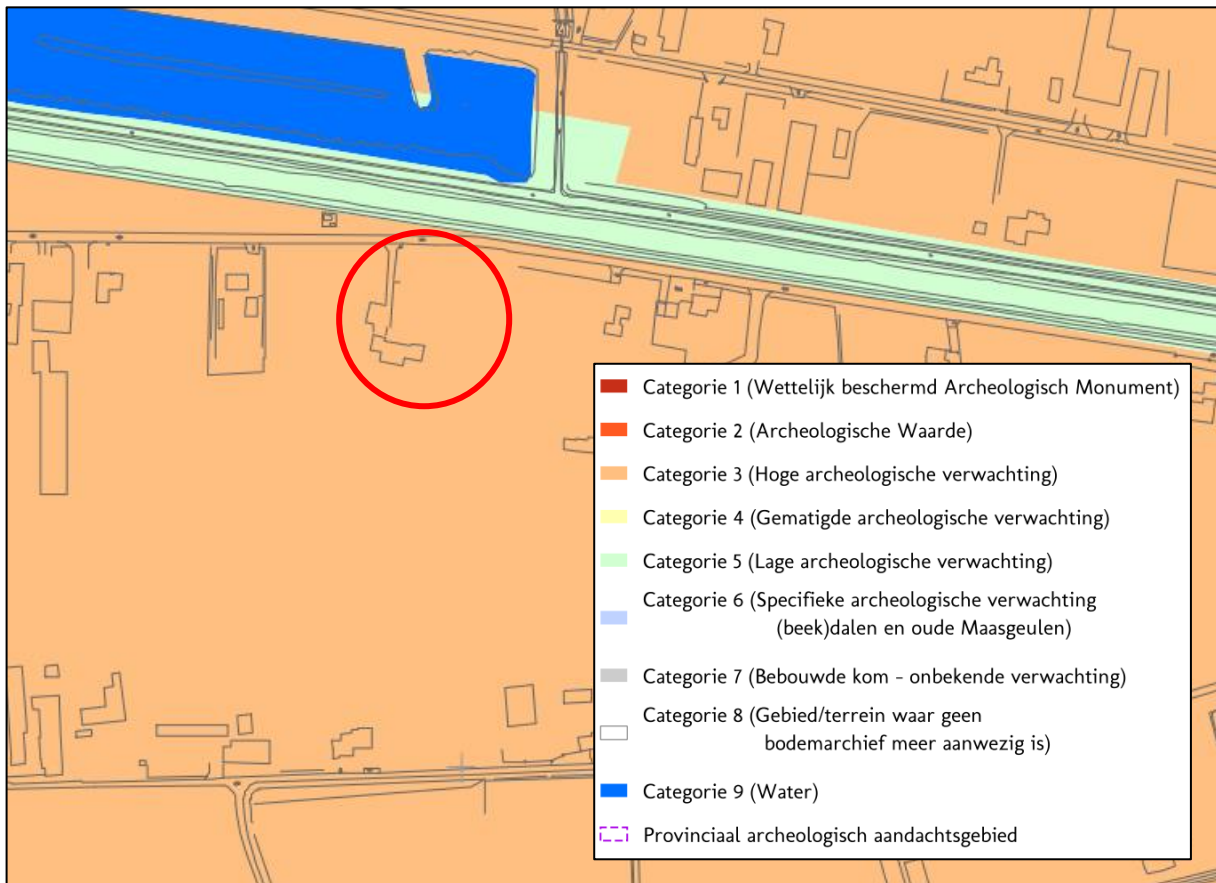 Categorie 1 (Wettelijk beschermd Archeologisch Monument)
Categorie 2 (Archeologische Waarde)
Categorie 3 (Hoge archeologische verwachting)
Categorie 4 (Gematigde archeologische verwachting)
Categorie 5 (Lage archeologische verwachting)
Categorie 6 (Specifieke archeologische verwachting
(beek)dalen en oude Maasgeulen)
Categorie 7 (Bebouwde kom - onbekende verwachting)
Categorie 8 (Gebied/terrein waar geen
bodemarchief meer aanwezig is)
Categorie 9 (Water)
Provinciaal archeologisch aandachtsgebied